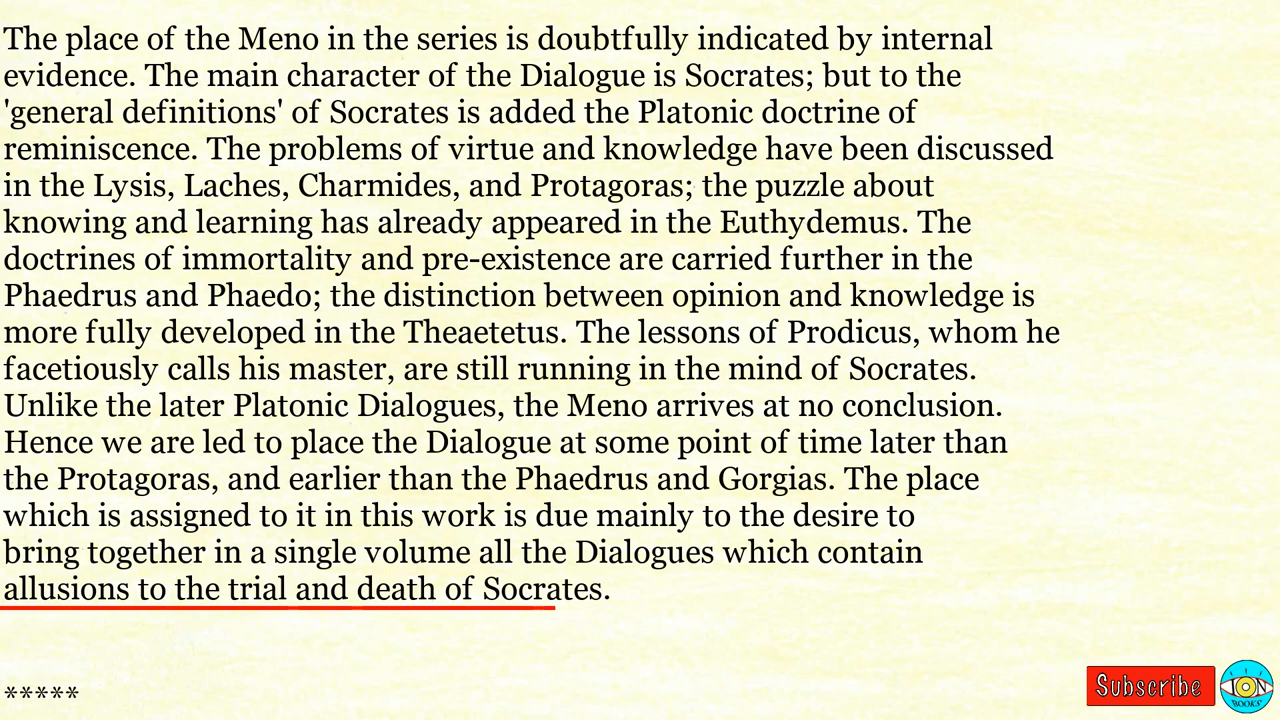 The place of the Meno in the series is doubtfully indicated by internal
evidence. The main character of the Dialogue is Socrates; but to the
'general definitions' of Socrates is added the Platonic doctrine of
reminiscence. The problems of virtue and knowledge have been discussed
in the Lysis, Laches, Charmides, and Protagoras; the puzzle about
knowing and learning has already appeared in the Euthydemus. The
doctrines of immortality and pre-existence are carried further in the
Phaedrus and Phaedo; the distinction between opinion and knowledge is
more fully developed in the Theaetetus. The lessons of Prodicus, whom he
facetiously calls his master, are still running in the mind of Socrates.
Unlike the later Platonic Dialogues, the Meno arrives at no conclusion.
Hence we are led to place the Dialogue at some point of time later than
the Protagoras, and earlier than the Phaedrus and Gorgias. The place
which is assigned to it in this work is due mainly to the desire to
bring together in a single volume all the Dialogues which contain
allusions to the trial and death of Socrates.
*****
Subscribe
ION
BOOKS